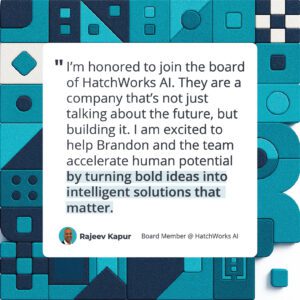 "I'm honored to join the board
of HatchWorks AI. They are a
company that's not just
talking about the future, but
building it. I am excited to
help Brandon and the team
accelerate human potential
by turning bold ideas into
intelligent solutions that
matter.
Rajeev Kapur Board Member @ HatchWorks AI